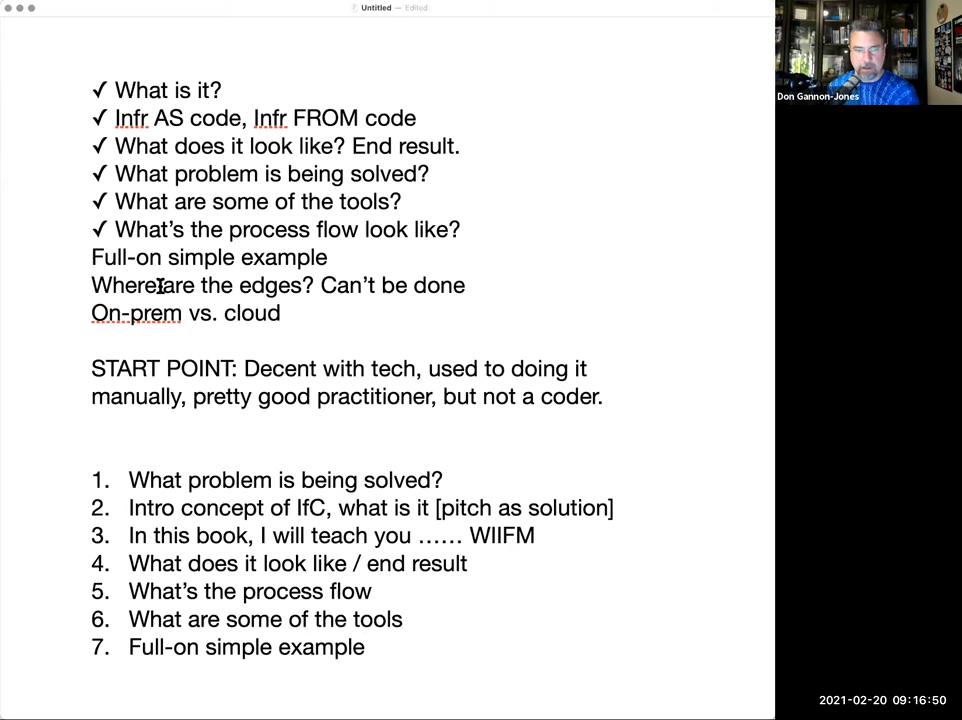 Untitled — Edited
Don Gannon-Jones
✓ What is it?
✓ Infr AS code, Infr FROM code
✓ What does it look like? End result.
✓ What problem is being solved?
✓ What are some of the tools?
✓ What’s the process flow look like?
Full-on simple example
Where are the edges? Can’t be done
On-prem vs. cloud
START POINT: Decent with tech, used to doing it
manually, pretty good practitioner, but not a coder.
1. What problem is being solved?
2. Intro concept of IfC, what is it [pitch as solution]
3. In this book, I will teach you …… WIIFM
4. What does it look like / end result
5. What’s the process flow
6. What are some of the tools
7. Full-on simple example
2021-02-20 09:16:50